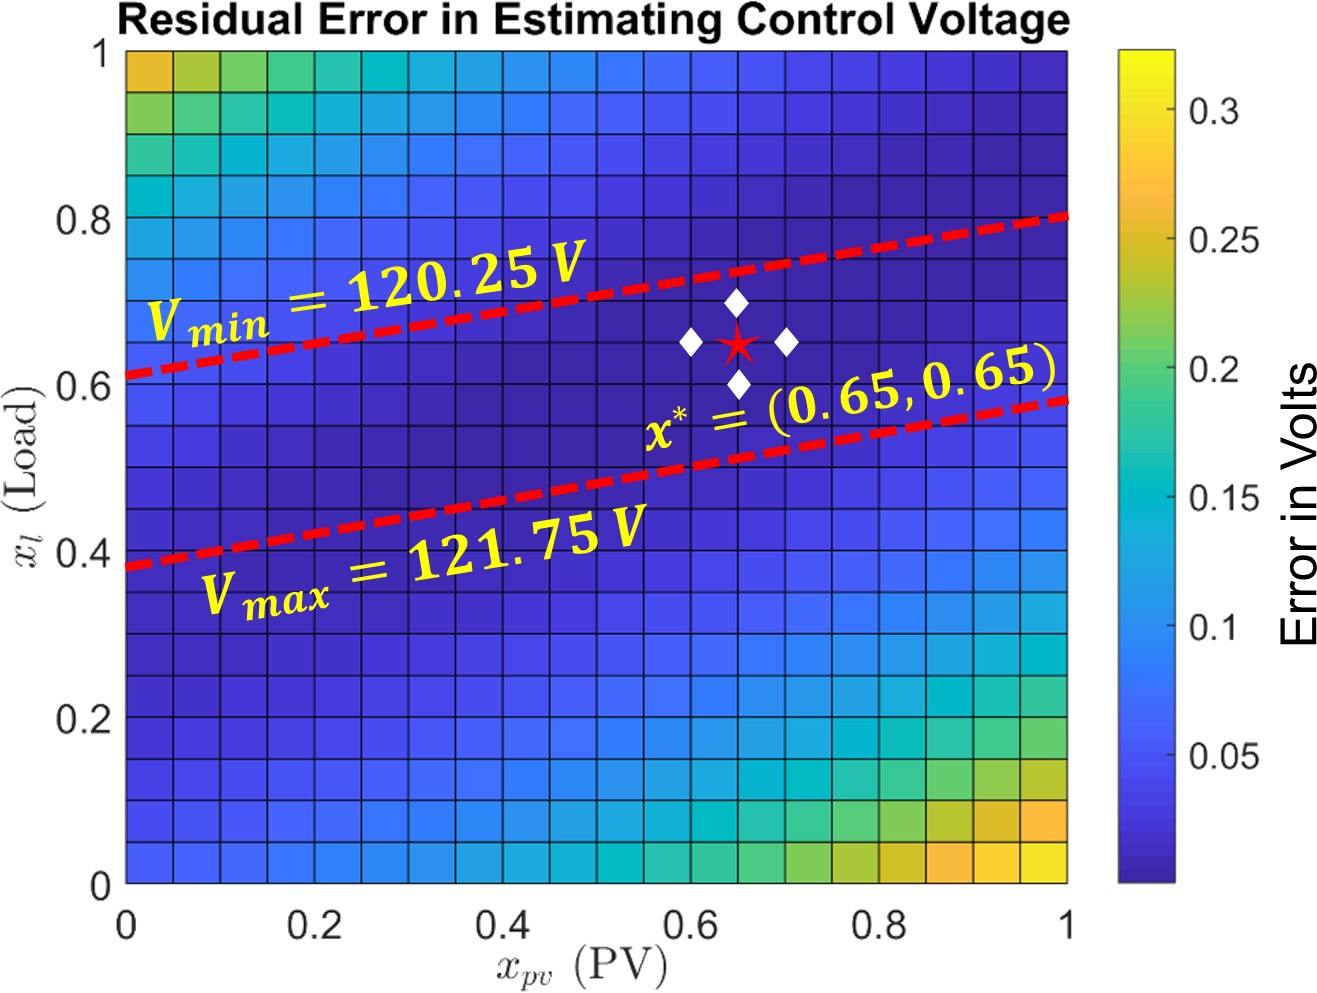 Residual Error in Estimating Control Voltage
1
0.8
0.6
0.4
0.2
0
x_l (Load)
V_min = 120.25 V
x* = (0.65, 0.65)
V_max = 121.75 V
0 0.2 0.4 0.6 0.8 1
x_pv (PV)
0.3
0.25
0.2
0.15
0.1
0.05
Error in Volts